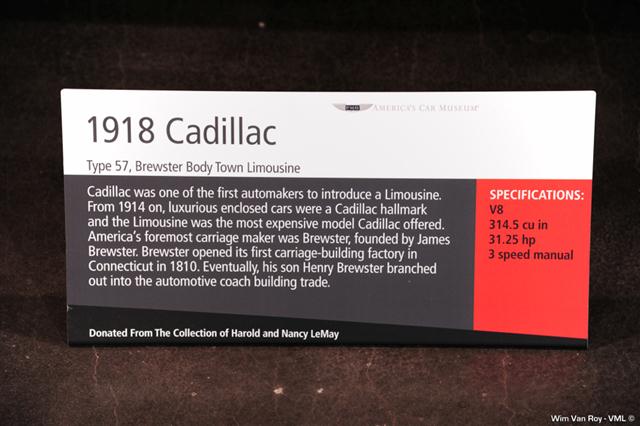 AMERICA'S CAR MUSEUM
1918 Cadillac
Type 57, Brewster Body Town Limousine
Cadillac was one of the first automakers to introduce a Limousine.
From 1914 on, luxurious enclosed cars were a Cadillac hallmark
and the Limousine was the most expensive model Cadillac offered.
America's foremost carriage maker was Brewster, founded by James
Brewster. Brewster opened its first carriage-building factory in
Connecticut in 1810. Eventually, his son Henry Brewster branched
out into the automotive coach building trade.
SPECIFICATIONS:
V8
314.5 cu in
31.25 hp
3 speed manual
Donated From The Collection of Harold and Nancy LeMay
Wim Van Roy - VML ©